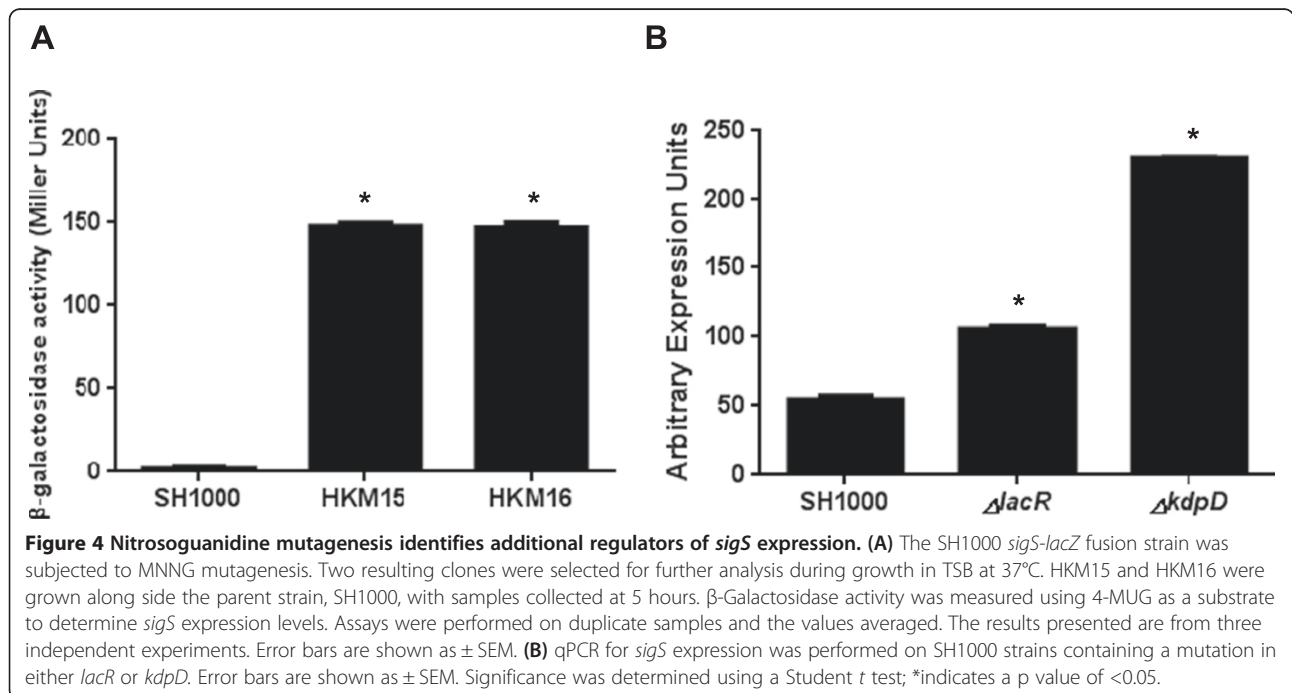 A
β-galactosidase activity (Miller Units)
200
150
100
50
0
*
*
SH1000
HKM15
HKM16
B
Arbitrary Expression Units
250
200
150
100
50
0
*
*
SH1000
ΔlacR
ΔkdpD
Figure 4 Nitrosoguanidine mutagenesis identifies additional regulators of sigS expression. (A) The SH1000 sigS-lacZ fusion strain was
subjected to MNNG mutagenesis. Two resulting clones were selected for further analysis during growth in TSB at 37°C. HKM15 and HKM16 were
grown along side the parent strain, SH1000, with samples collected at 5 hours. β-Galactosidase activity was measured using 4-MUG as a substrate
to determine sigS expression levels. Assays were performed on duplicate samples and the values averaged. The results presented are from three
independent experiments. Error bars are shown as ± SEM. (B) qPCR for sigS expression was performed on SH1000 strains containing a mutation in
either lacR or kdpD. Error bars are shown as ± SEM. Significance was determined using a Student t test; *indicates a p value of <0.05.